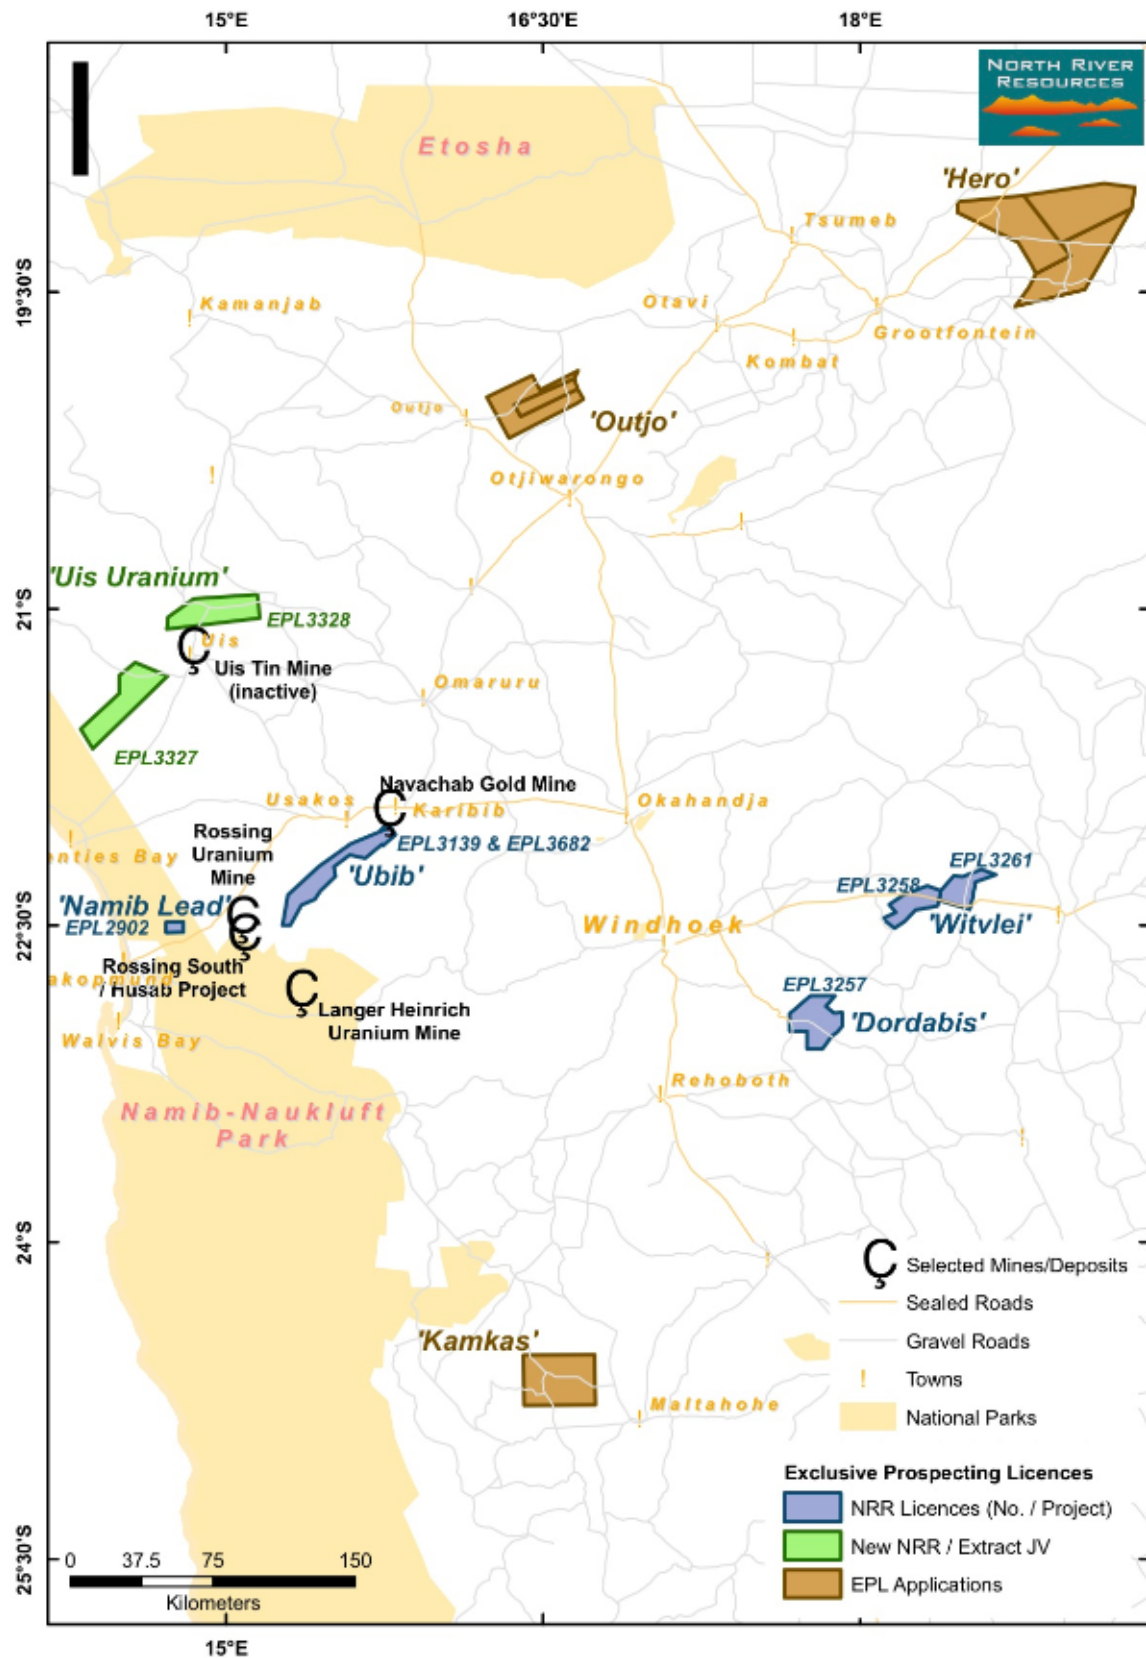 15°E 16°30'E 18°E
NORTH RIVER
RESOURCES
Etosha
'Hero'
Tsumeb
19°30'S
Kamanjab
Otavi
Grootfontein
Kombat
Outjo
'Outjo'
Otjiwarongo
'Uis Uranium'
21°S
EPL3328
Uis
Uis Tin Mine
(inactive)
Omaruru
EPL3327
Navachab Gold Mine
Usakos
Karibib
Okahandja
Rossing
Uranium
Mine
EPL3139 & EPL3682
enties Bay
'Ubib'
EPL3261
EPL3258
'Namib Lead'
EPL2902
22°30'S
Windhoek
'Witvlei'
Rossing South
/ Husab Project
akopmund
EPL3257
Langer Heinrich
Uranium Mine
'Dordabis'
Walvis Bay
Rehoboth
Namib-Naukluft
Park
24°S
Ç Selected Mines/Deposits
Sealed Roads
Gravel Roads
! Towns
National Parks
'Kamkas'
Maltahohe
Exclusive Prospecting Licences
NRR Licences (No. / Project)
New NRR / Extract JV
EPL Applications
25°30'S
0 37.5 75 150
Kilometers
15°E